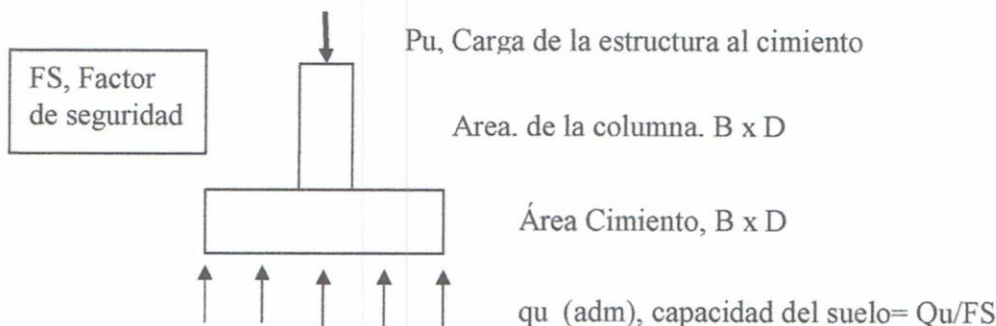 Pu, Carga de la estructura al cimiento
FS, Factor
de seguridad
Area. de la columna. B x D
Área Cimiento, B x D
qu (adm), capacidad del suelo= Qu/FS